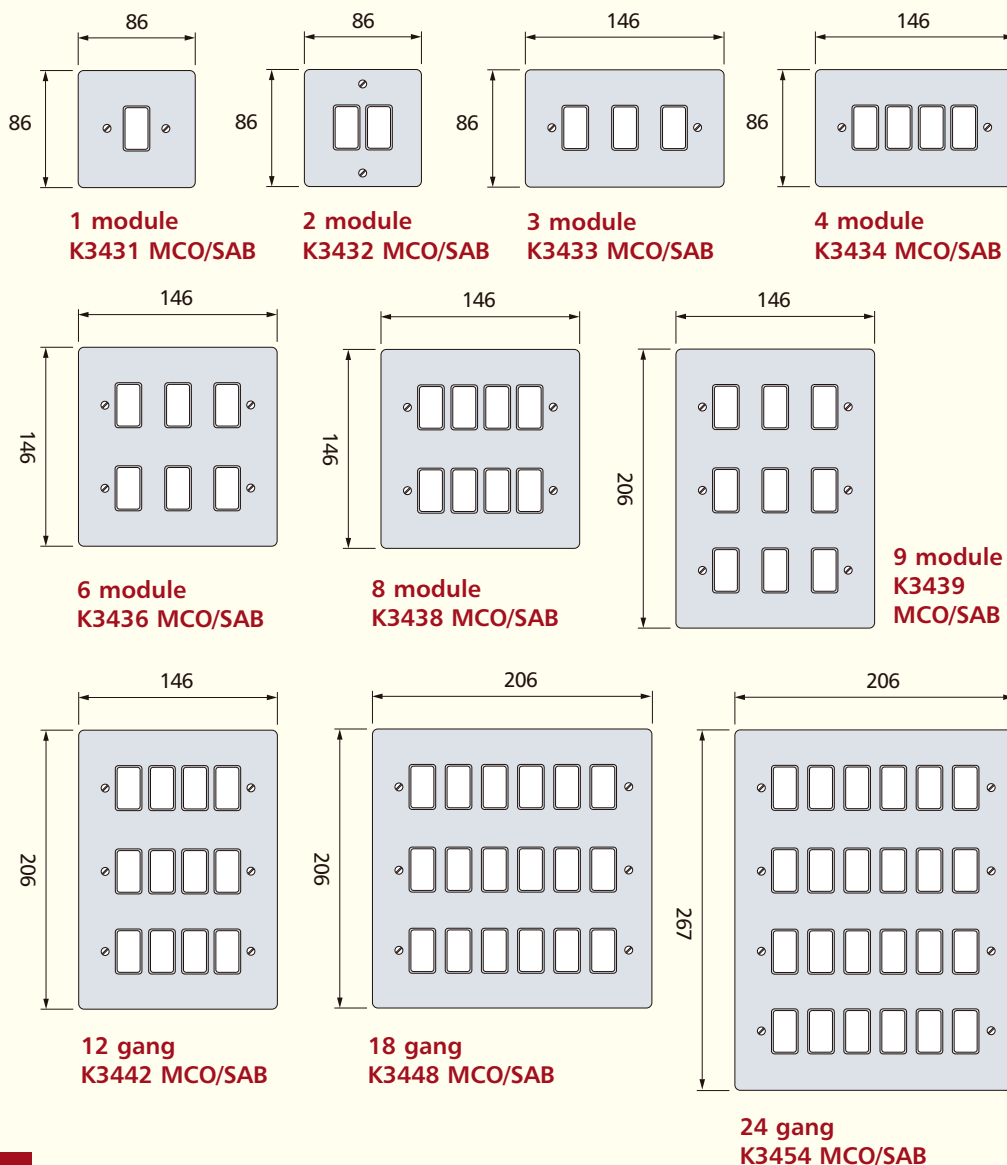 86
86
146
146
86
86
86
86
1 module
K3431 MCO/SAB
2 module
K3432 MCO/SAB
3 module
K3433 MCO/SAB
4 module
K3434 MCO/SAB
146
146
146
146
146
206
6 module
K3436 MCO/SAB
8 module
K3438 MCO/SAB
9 module
K3439
MCO/SAB
146
206
206
206
206
267
12 gang
K3442 MCO/SAB
18 gang
K3448 MCO/SAB
24 gang
K3454 MCO/SAB